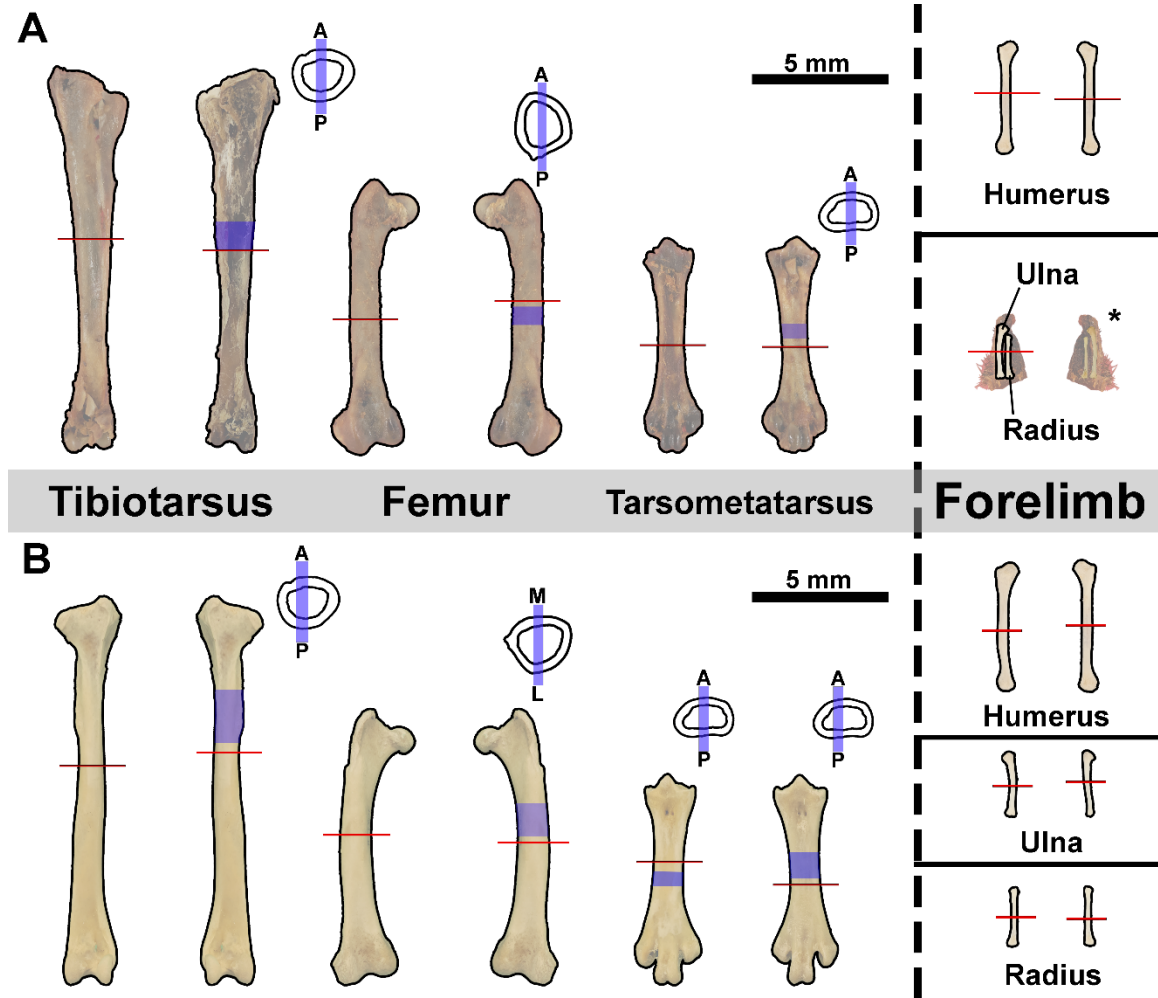 A
A
P
A
P
A
P
5 mm
Humerus
Ulna
*
Radius
Tibiotarsus
Femur
Tarsometatarsus
Forelimb
B
A
P
M
L
A
P
A
P
5 mm
Humerus
Ulna
Radius